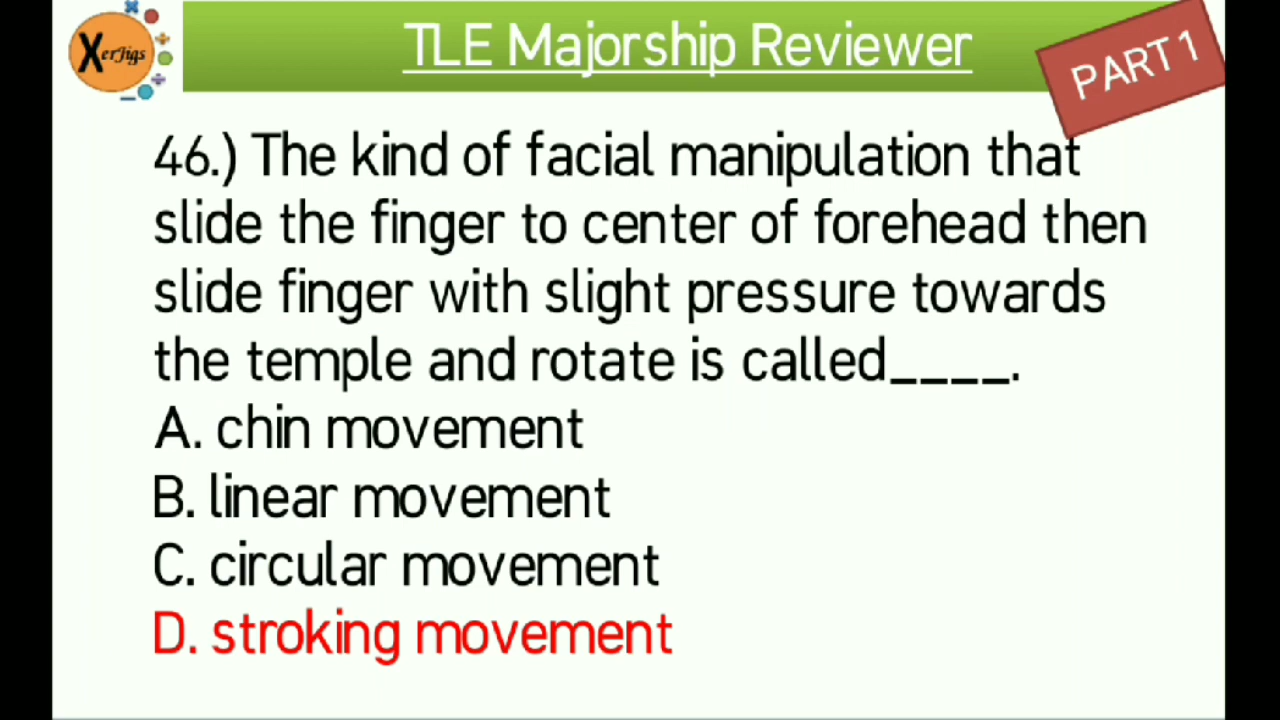 XerJigs
TLE Majorship Reviewer
PART 1
46.) The kind of facial manipulation that
slide the finger to center of forehead then
slide finger with slight pressure towards
the temple and rotate is called____.
A. chin movement
B. linear movement
C. circular movement
D. stroking movement